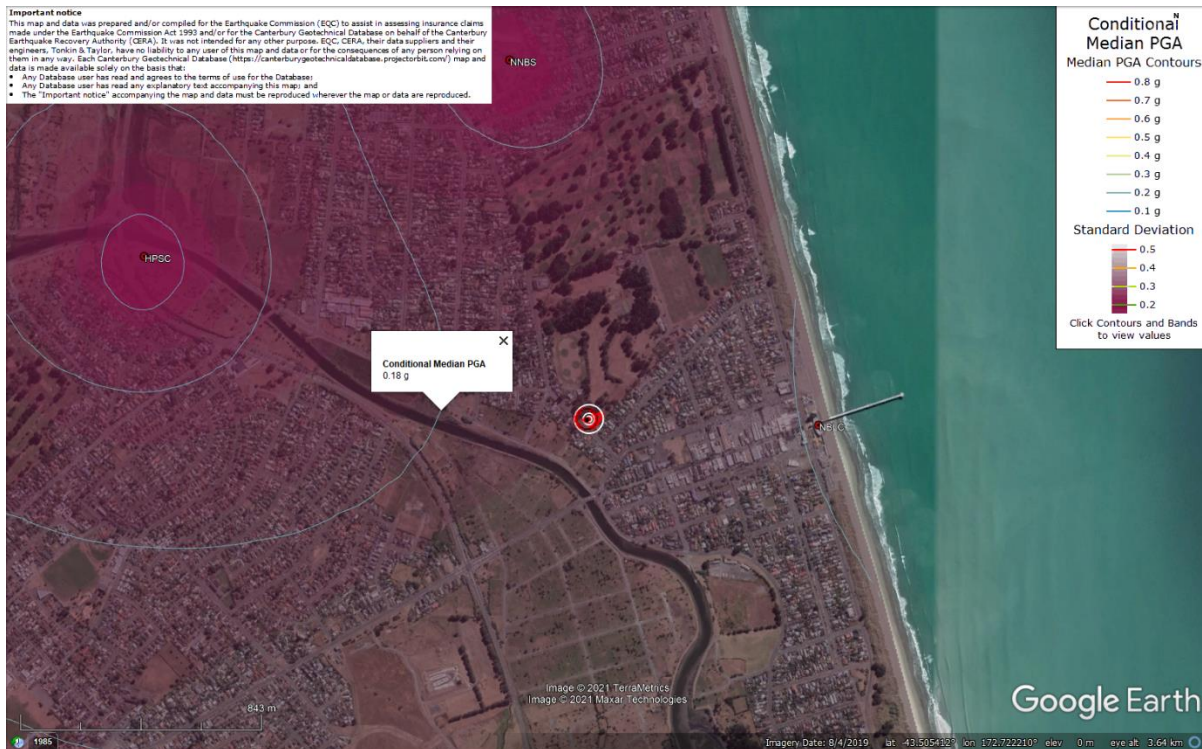 Important notice
This map and data was prepared and/or compiled for the Earthquake Commission (EQC) to assist in assessing insurance claims
made under the Earthquake Commission Act 1993 and/or for the Canterbury Geotechnical Database on behalf of the Canterbury
Earthquake Recovery Authority (CERA). It was not intended for any other purpose. EQC, CERA, their data suppliers and their
engineers, Tonkin & Taylor, have no liability to any user of this map and data or for the consequences of any person relying on
them in any way. Each Canterbury Geotechnical Database (https://canterburygeotechnicaldatabase.projectorbit.com/) map and
data is made available solely on the basis that:
• Any Database user has read and agrees to the terms of use for the Database;
• Any Database user has read any explanatory text accompanying this map; and
• The "Important notice" accompanying the map and data must be reproduced wherever the map or data are reproduced.
N
Conditional
Median PGA
Median PGA Contours
0.8 g
0.7 g
0.6 g
0.5 g
0.4 g
0.3 g
0.2 g
0.1 g
Standard Deviation
0.5
0.4
0.3
0.2
Click Contours and Bands
to view values
NNBS
HPSC
Conditional Median PGA
0.18 g
NBLC
Image © 2021 TerraMetrics
Image © 2021 Maxar Technologies
843 m
Google Earth
1985
Imagery Date: 8/4/2019 lat -43.505412° lon 172.722210° elev 0 m eye alt 3.64 km